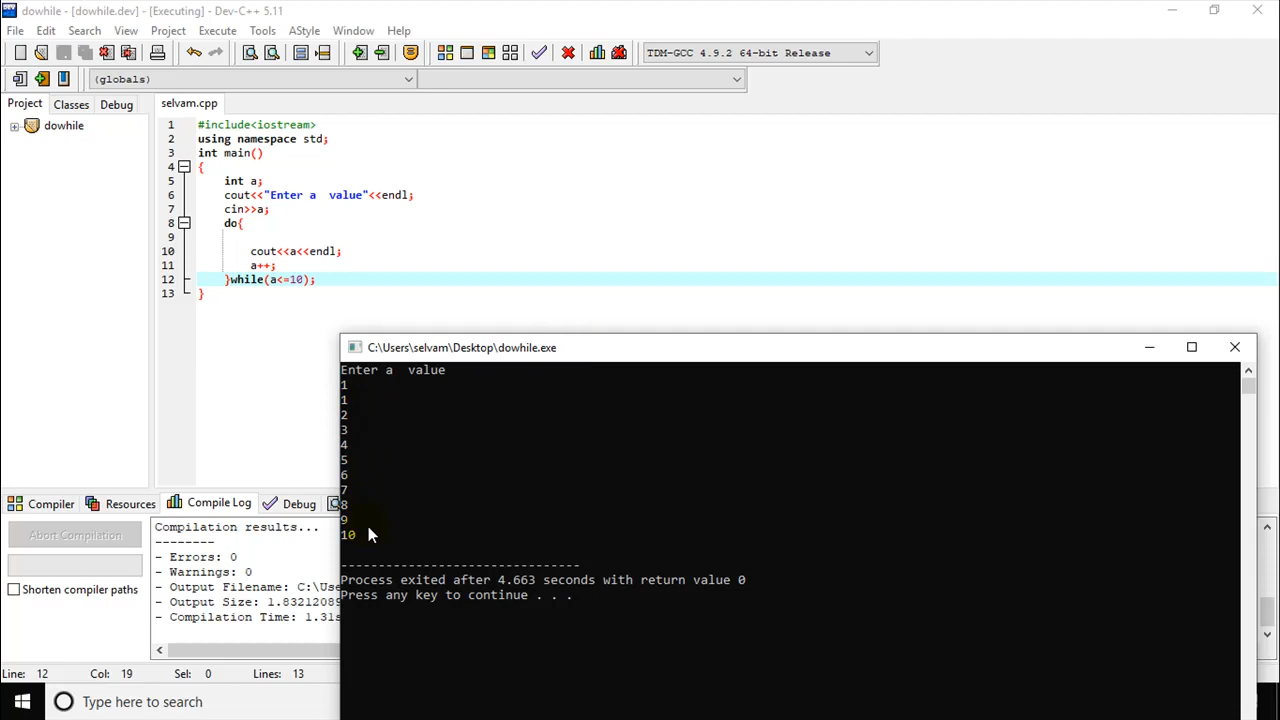 dowhile - [dowhile.dev] - [Executing] - Dev-C++ 5.11
File Edit Search View Project Execute Tools AStyle Window Help
TDM-GCC 4.9.2 64-bit Release
(globals)
Project Classes Debug
selvam.cpp
dowhile
1 #include<iostream>
2 using namespace std;
3 int main()
4 {
5 int a;
6 cout<<"Enter a  value"<<endl;
7 cin>>a;
8 do{
9
10 cout<<a<<endl;
11 a++;
12 }while(a<=10);
13 }
C:\Users\selvam\Desktop\dowhile.exe
Enter a  value
1
1
2
3
4
5
6
7
8
9
10
--------------------------------
Process exited after 4.663 seconds with return value 0
Press any key to continue . . .
Compiler Resources Compile Log Debug
Abort Compilation
Shorten compiler paths
Compilation results...
--------
- Errors: 0
- Warnings: 0
- Output Filename: C:\Use
- Output Size: 1.83212089
- Compilation Time: 1.31s
Line: 12 Col: 19 Sel: 0 Lines: 13
Type here to search